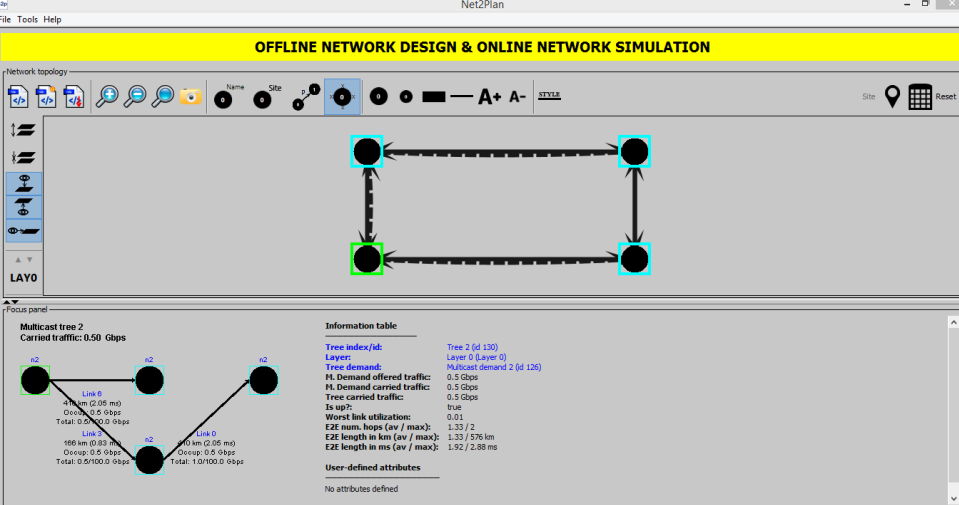 Net2Plan
File Tools Help
OFFLINE NETWORK DESIGN & ONLINE NETWORK SIMULATION
Network topology
Name
Site
P
Site
Reset
A+ A- STYLE
LAY0
Focus panel
Multicast tree 2
Carried trafffic: 0.50 Gbps
n2
n2
n2
Link 6
(2.05 ms)
Occup: 0.5 Gbps
Total: 0.5/100.0 Gbps
Link 3
166 km (0.83 ms)
Occup: 0.5 Gbps
Total: 0.5/100.0 Gbps
n2
Link 0
410 km (2.05 ms)
Occup: 0.5 Gbps
Total: 1.0/100.0 Gbps
Information table
Tree index/id: Tree 2 (id 130)
Layer: Layer 0 (Layer 0)
Tree demand: Multicast demand 2 (id 126)
M. Demand offered traffic: 0.5 Gbps
M. Demand carried traffic: 0.5 Gbps
Tree carried traffic: 0.5 Gbps
Is up?: true
Worst link utilization: 0.01
E2E num. hops (av / max): 1.33 / 2
E2E length in km (av / max): 1.33 / 576 km
E2E length in ms (av / max): 1.92 / 2.88 ms
User-defined attributes
No attributes defined